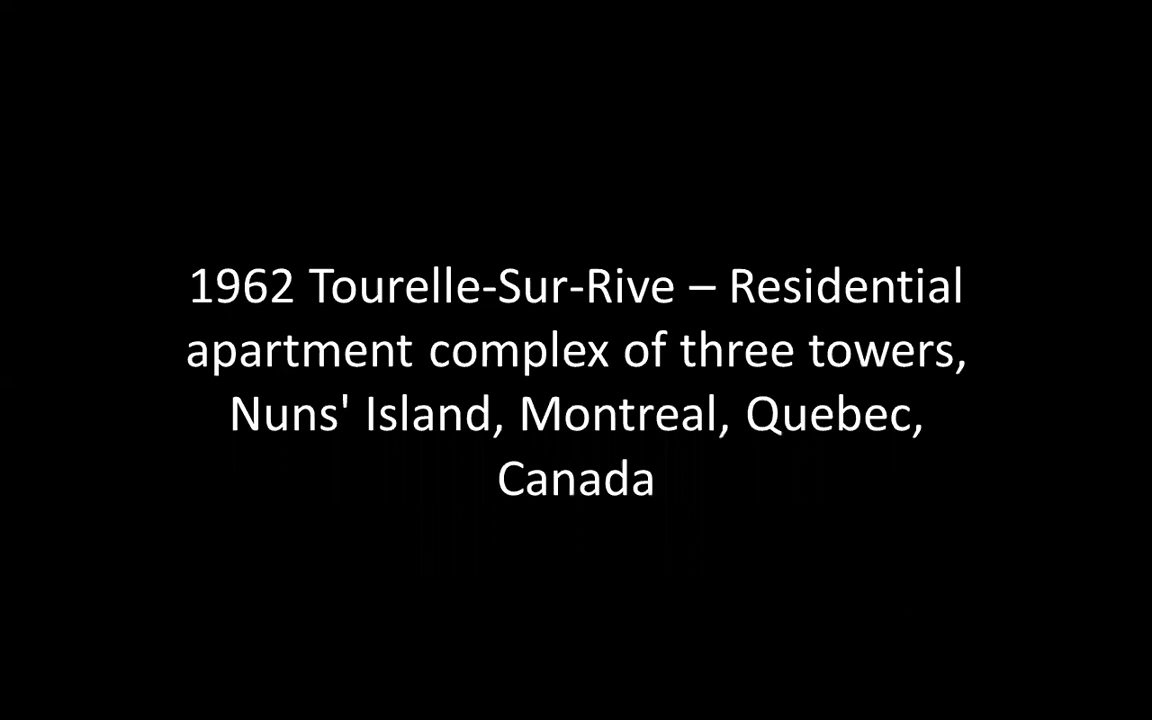 1962 Tourelle-Sur-Rive – Residential
apartment complex of three towers,
Nuns' Island, Montreal, Quebec,
Canada